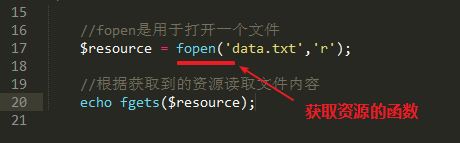 15
16 //fopen是用于打开一个文件
17 $resource = fopen('data.txt','r');
18
19 //根据获取到的资源读取文件内容
20 echo fgets($resource);
21
获取资源的函数